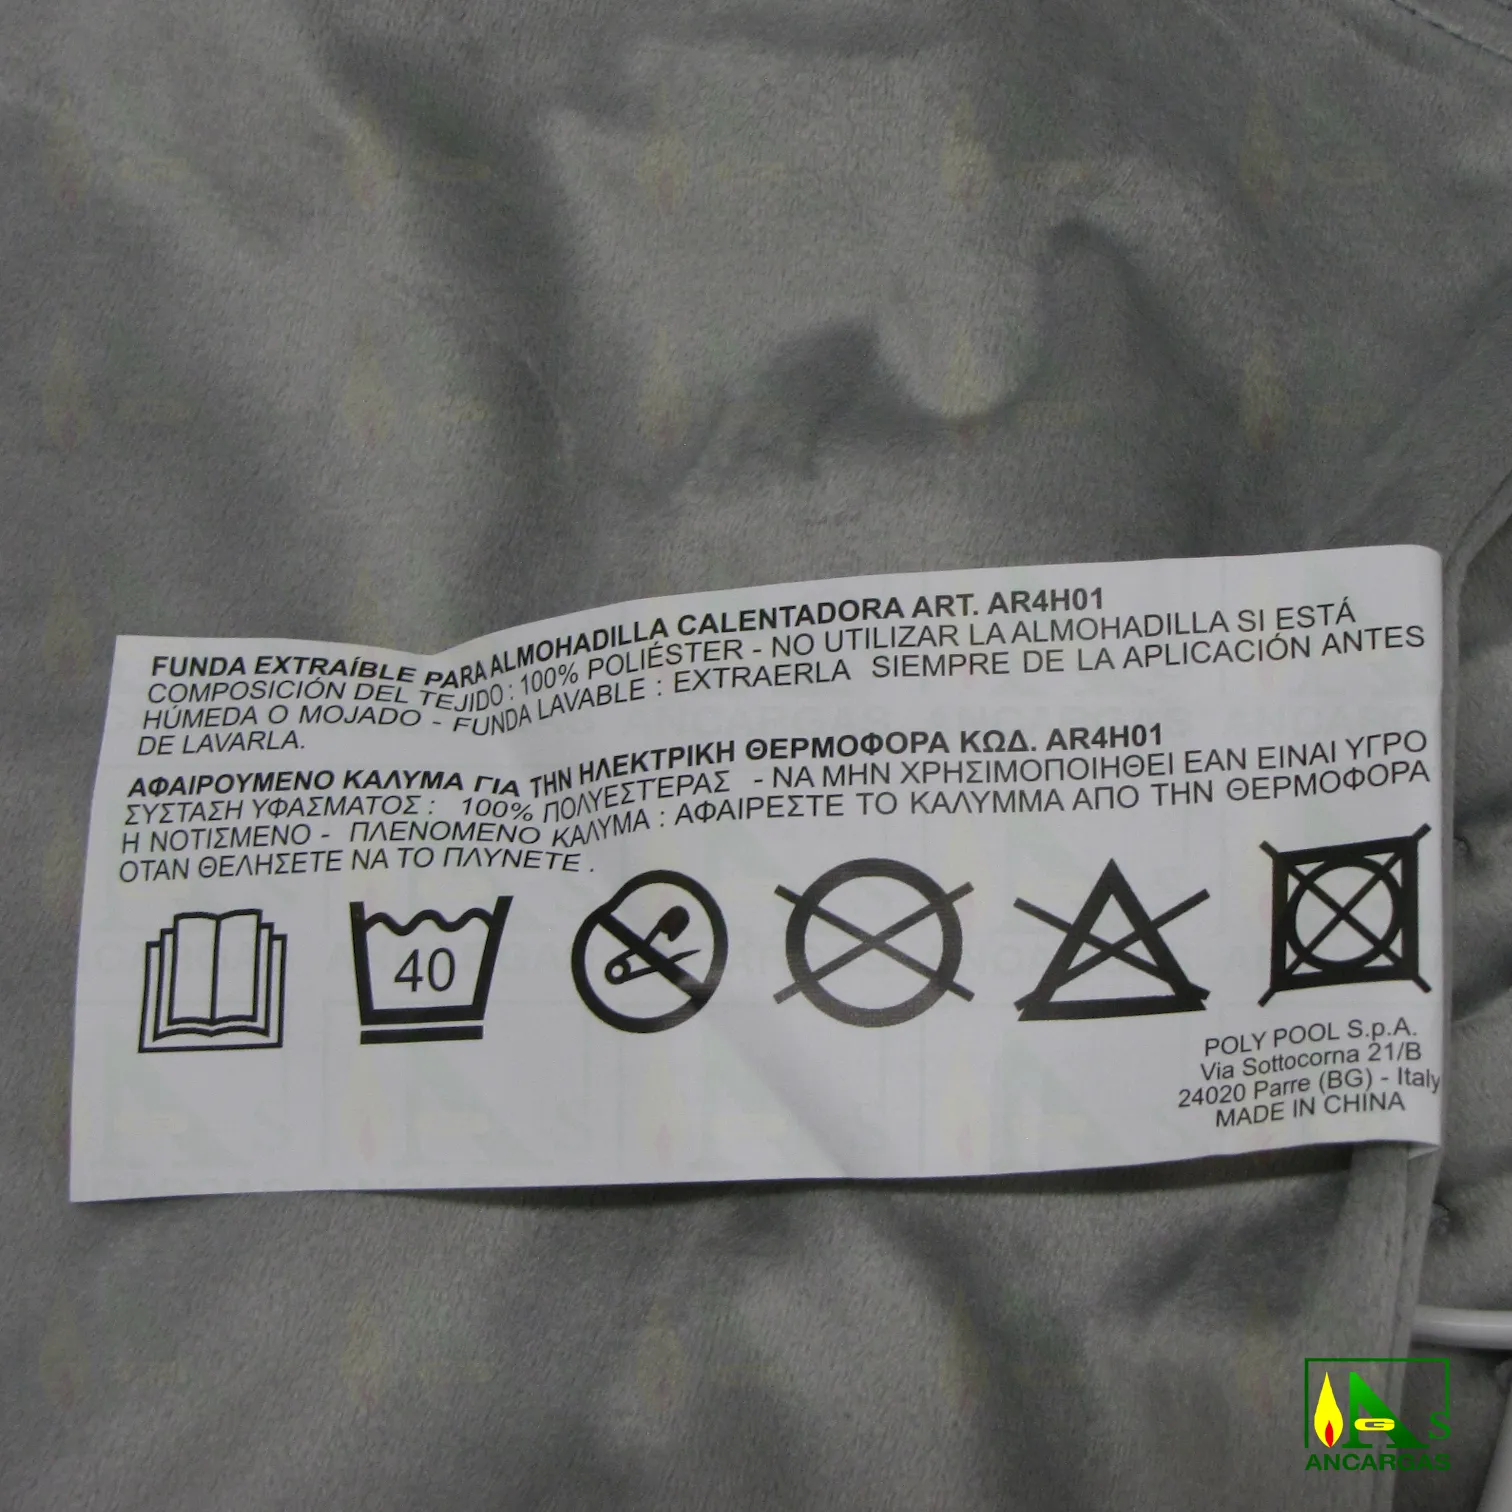 FUNDA EXTRAÍBLE PARA ALMOHADILLA CALENTADORA ART. AR4H01
COMPOSICIÓN DEL TEJIDO : 100% POLIÉSTER - NO UTILIZAR LA ALMOHADILLA SI ESTÁ
HÚMEDA O MOJADO - FUNDA LAVABLE : EXTRAERLA SIEMPRE DE LA APLICACIÓN ANTES
DE LAVARLA.
ΑΦΑΙΡΟΥΜΕΝΟ ΚΑΛΥΜΑ ΓΙΑ ΤΗΝ ΗΛΕΚΤΡΙΚΗ ΘΕΡΜΟΦΟΡΑ ΚΩΔ. AR4H01
ΣΥΣΤΑΣΗ ΥΦΑΣΜΑΤΟΣ : 100% ΠΟΛΥΕΣΤΕΡΑΣ - ΝΑ ΜΗΝ ΧΡΗΣΙΜΟΠΟΙΗΘΕΙ ΕΑΝ ΕΙΝΑΙ ΥΓΡΟ
Η ΝΟΤΙΣΜΕΝΟ - ΠΛΕΝΟΜΕΝΟ ΚΑΛΥΜΑ : ΑΦΑΙΡΕΣΤΕ ΤΟ ΚΑΛΥΜΜΑ ΑΠΟ ΤΗΝ ΘΕΡΜΟΦΟΡΑ
ΟΤΑΝ ΘΕΛΗΣΕΤΕ ΝΑ ΤΟ ΠΛΥΝΕΤΕ .
40
POLY POOL S.p.A.
Via Sottocorna 21/B
24020 Parre (BG) - Italy
MADE IN CHINA
AGS
ANCARGAS